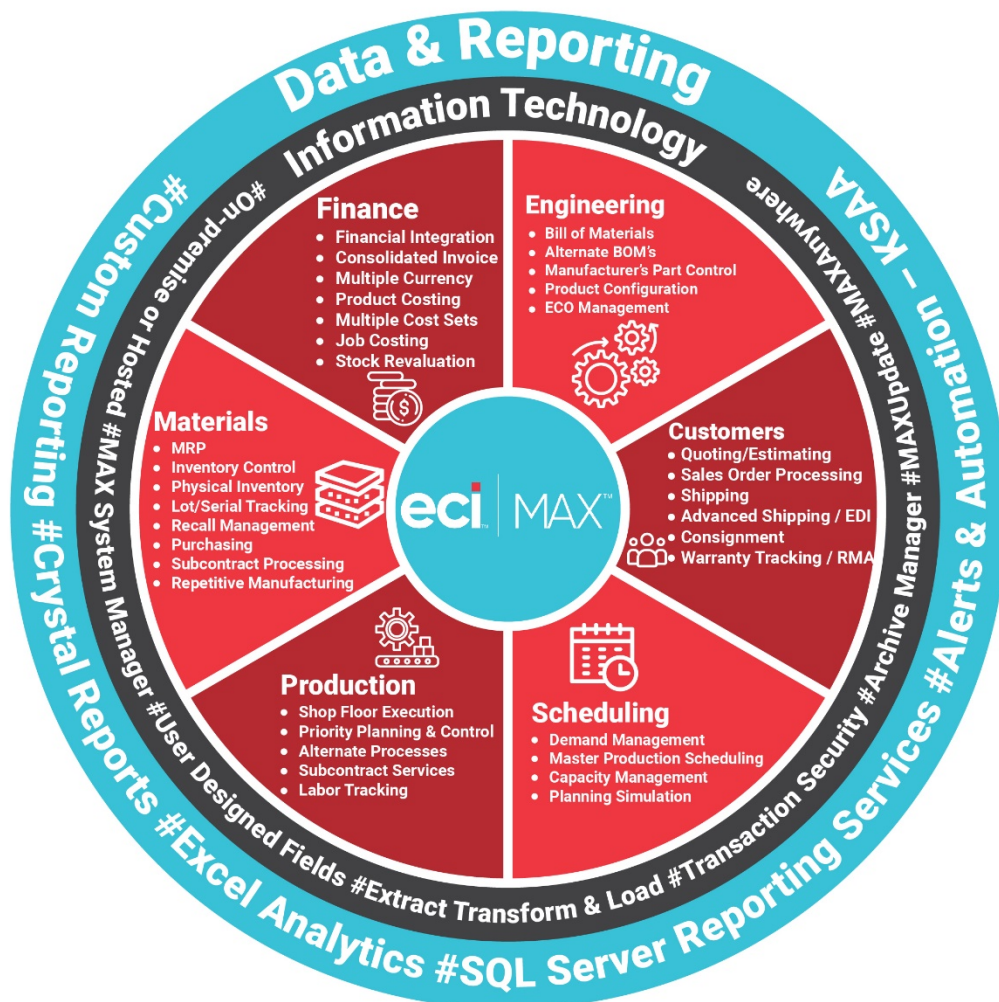 Data & Reporting
#Custom Reporting #Crystal Reports #Excel Analytics #SQL Server Reporting Services #Alerts & Automation – KSAA
Information Technology
#On-premise or Hosted #MAX System Manager #User Designed Fields #Extract Transform & Load #Transaction Security #Archive Manager #MAXUpdate #MAXAnywhere
Finance
• Financial Integration
• Consolidated Invoice
• Multiple Currency
• Product Costing
• Multiple Cost Sets
• Job Costing
• Stock Revaluation
$
Engineering
• Bill of Materials
• Alternate BOM's
• Manufacturer's Part Control
• Product Configuration
• ECO Management
Materials
• MRP
• Inventory Control
• Physical Inventory
• Lot/Serial Tracking
• Recall Management
• Purchasing
• Subcontract Processing
• Repetitive Manufacturing
eci™ | MAX™
Customers
• Quoting/Estimating
• Sales Order Processing
• Shipping
• Advanced Shipping / EDI
• Consignment
• Warranty Tracking / RMA
Production
• Shop Floor Execution
• Priority Planning & Control
• Alternate Processes
• Subcontract Services
• Labor Tracking
Scheduling
• Demand Management
• Master Production Scheduling
• Capacity Management
• Planning Simulation